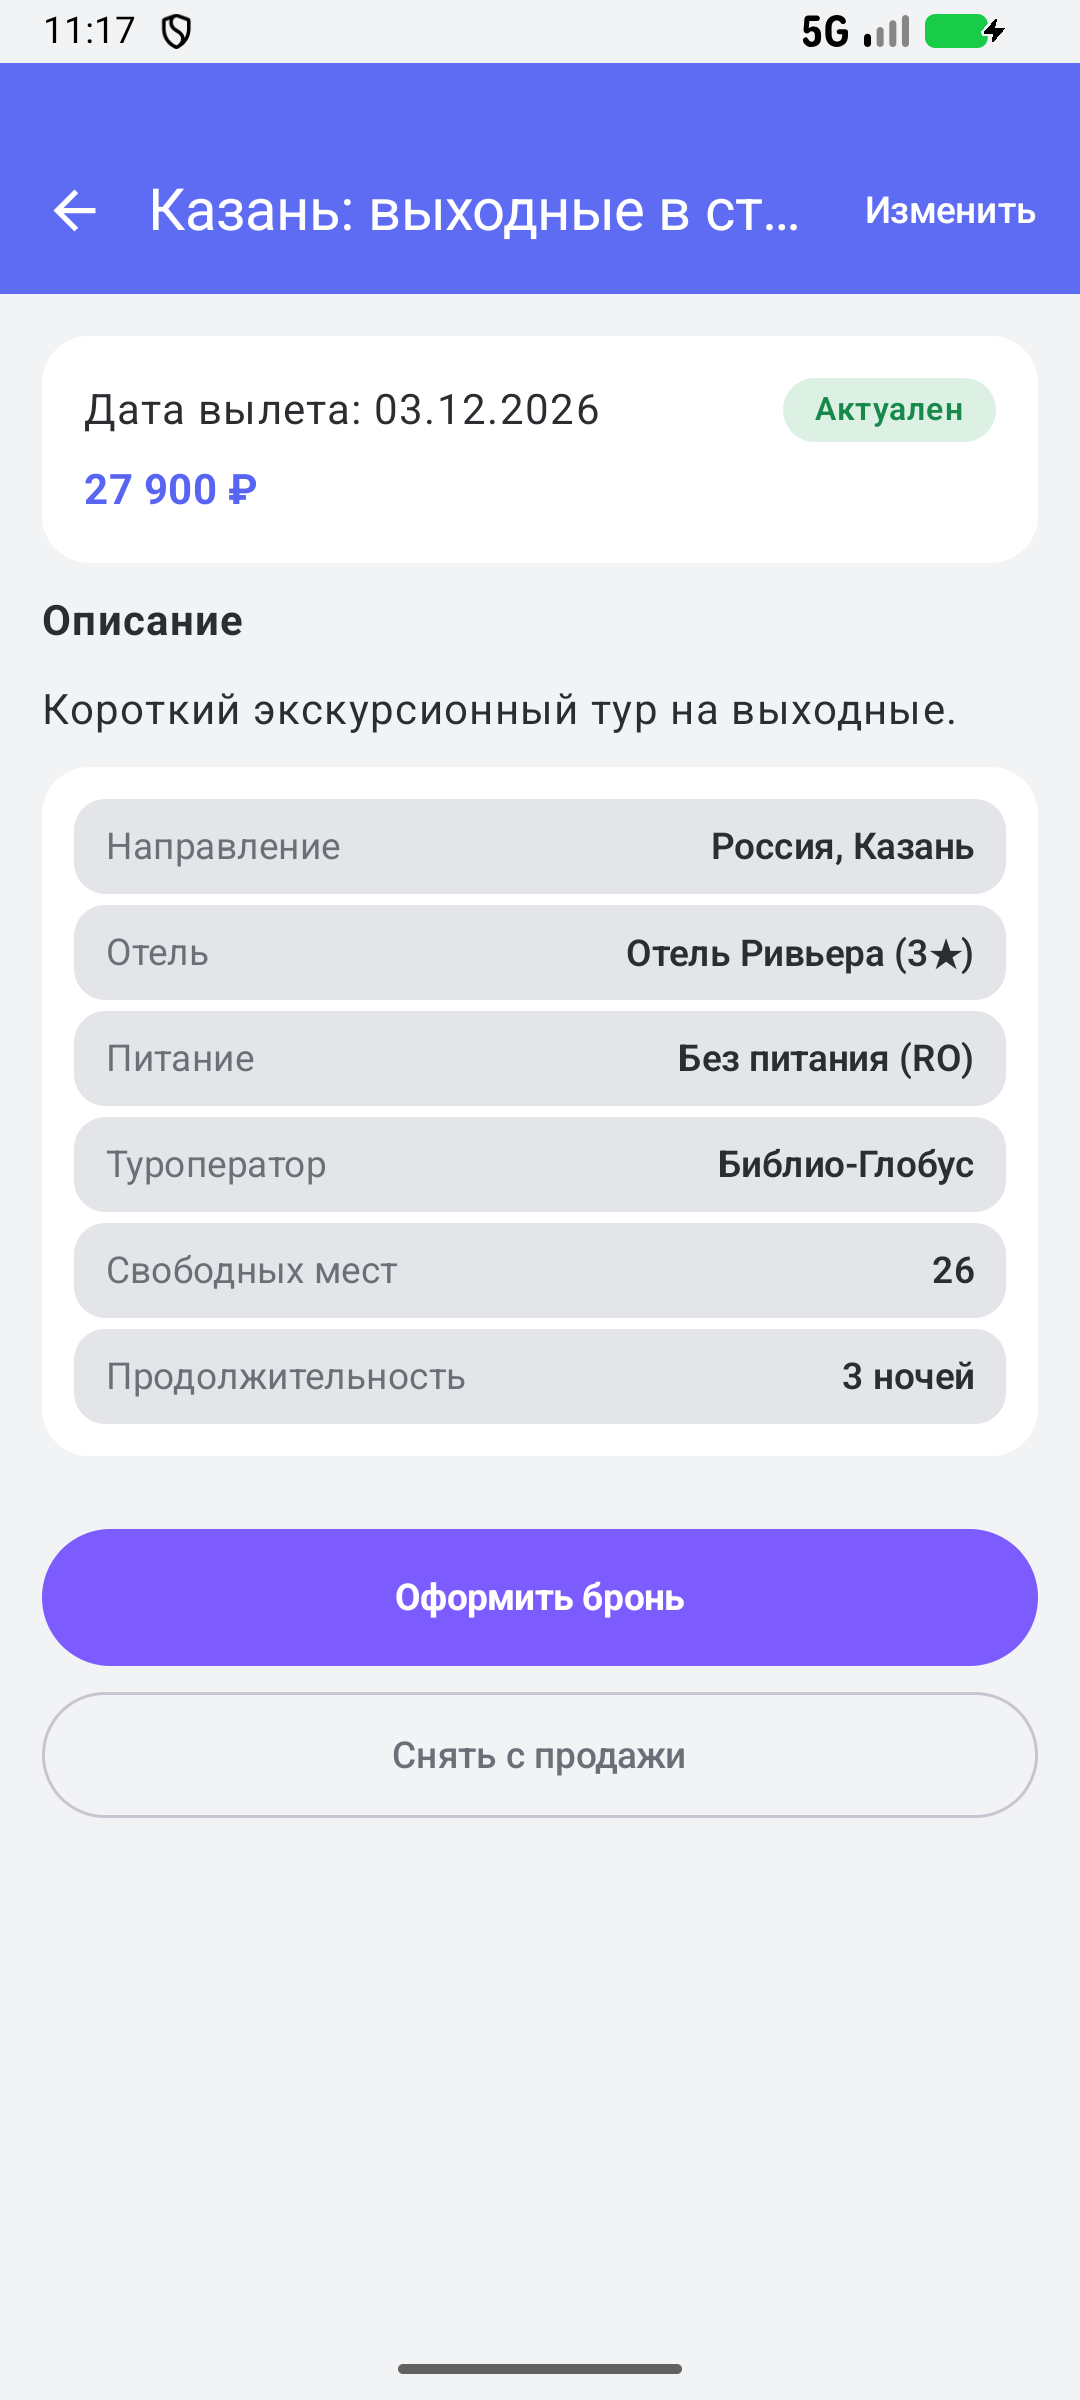 11:17
5G
Казань: выходные в ст...
Изменить
Дата вылета: 03.12.2026
Актуален
27 900 ₽
Описание
Короткий экскурсионный тур на выходные.
Направление
Россия, Казань
Отель
Отель Ривьера (3★)
Питание
Без питания (RO)
Туроператор
Библио-Глобус
Свободных мест
26
Продолжительность
3 ночей
Оформить бронь
Снять с продажи